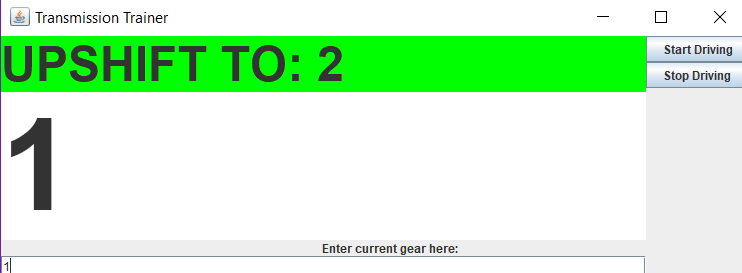 Transmission Trainer
UPSHIFT TO: 2
Start Driving
Stop Driving
1
Enter current gear here:
1